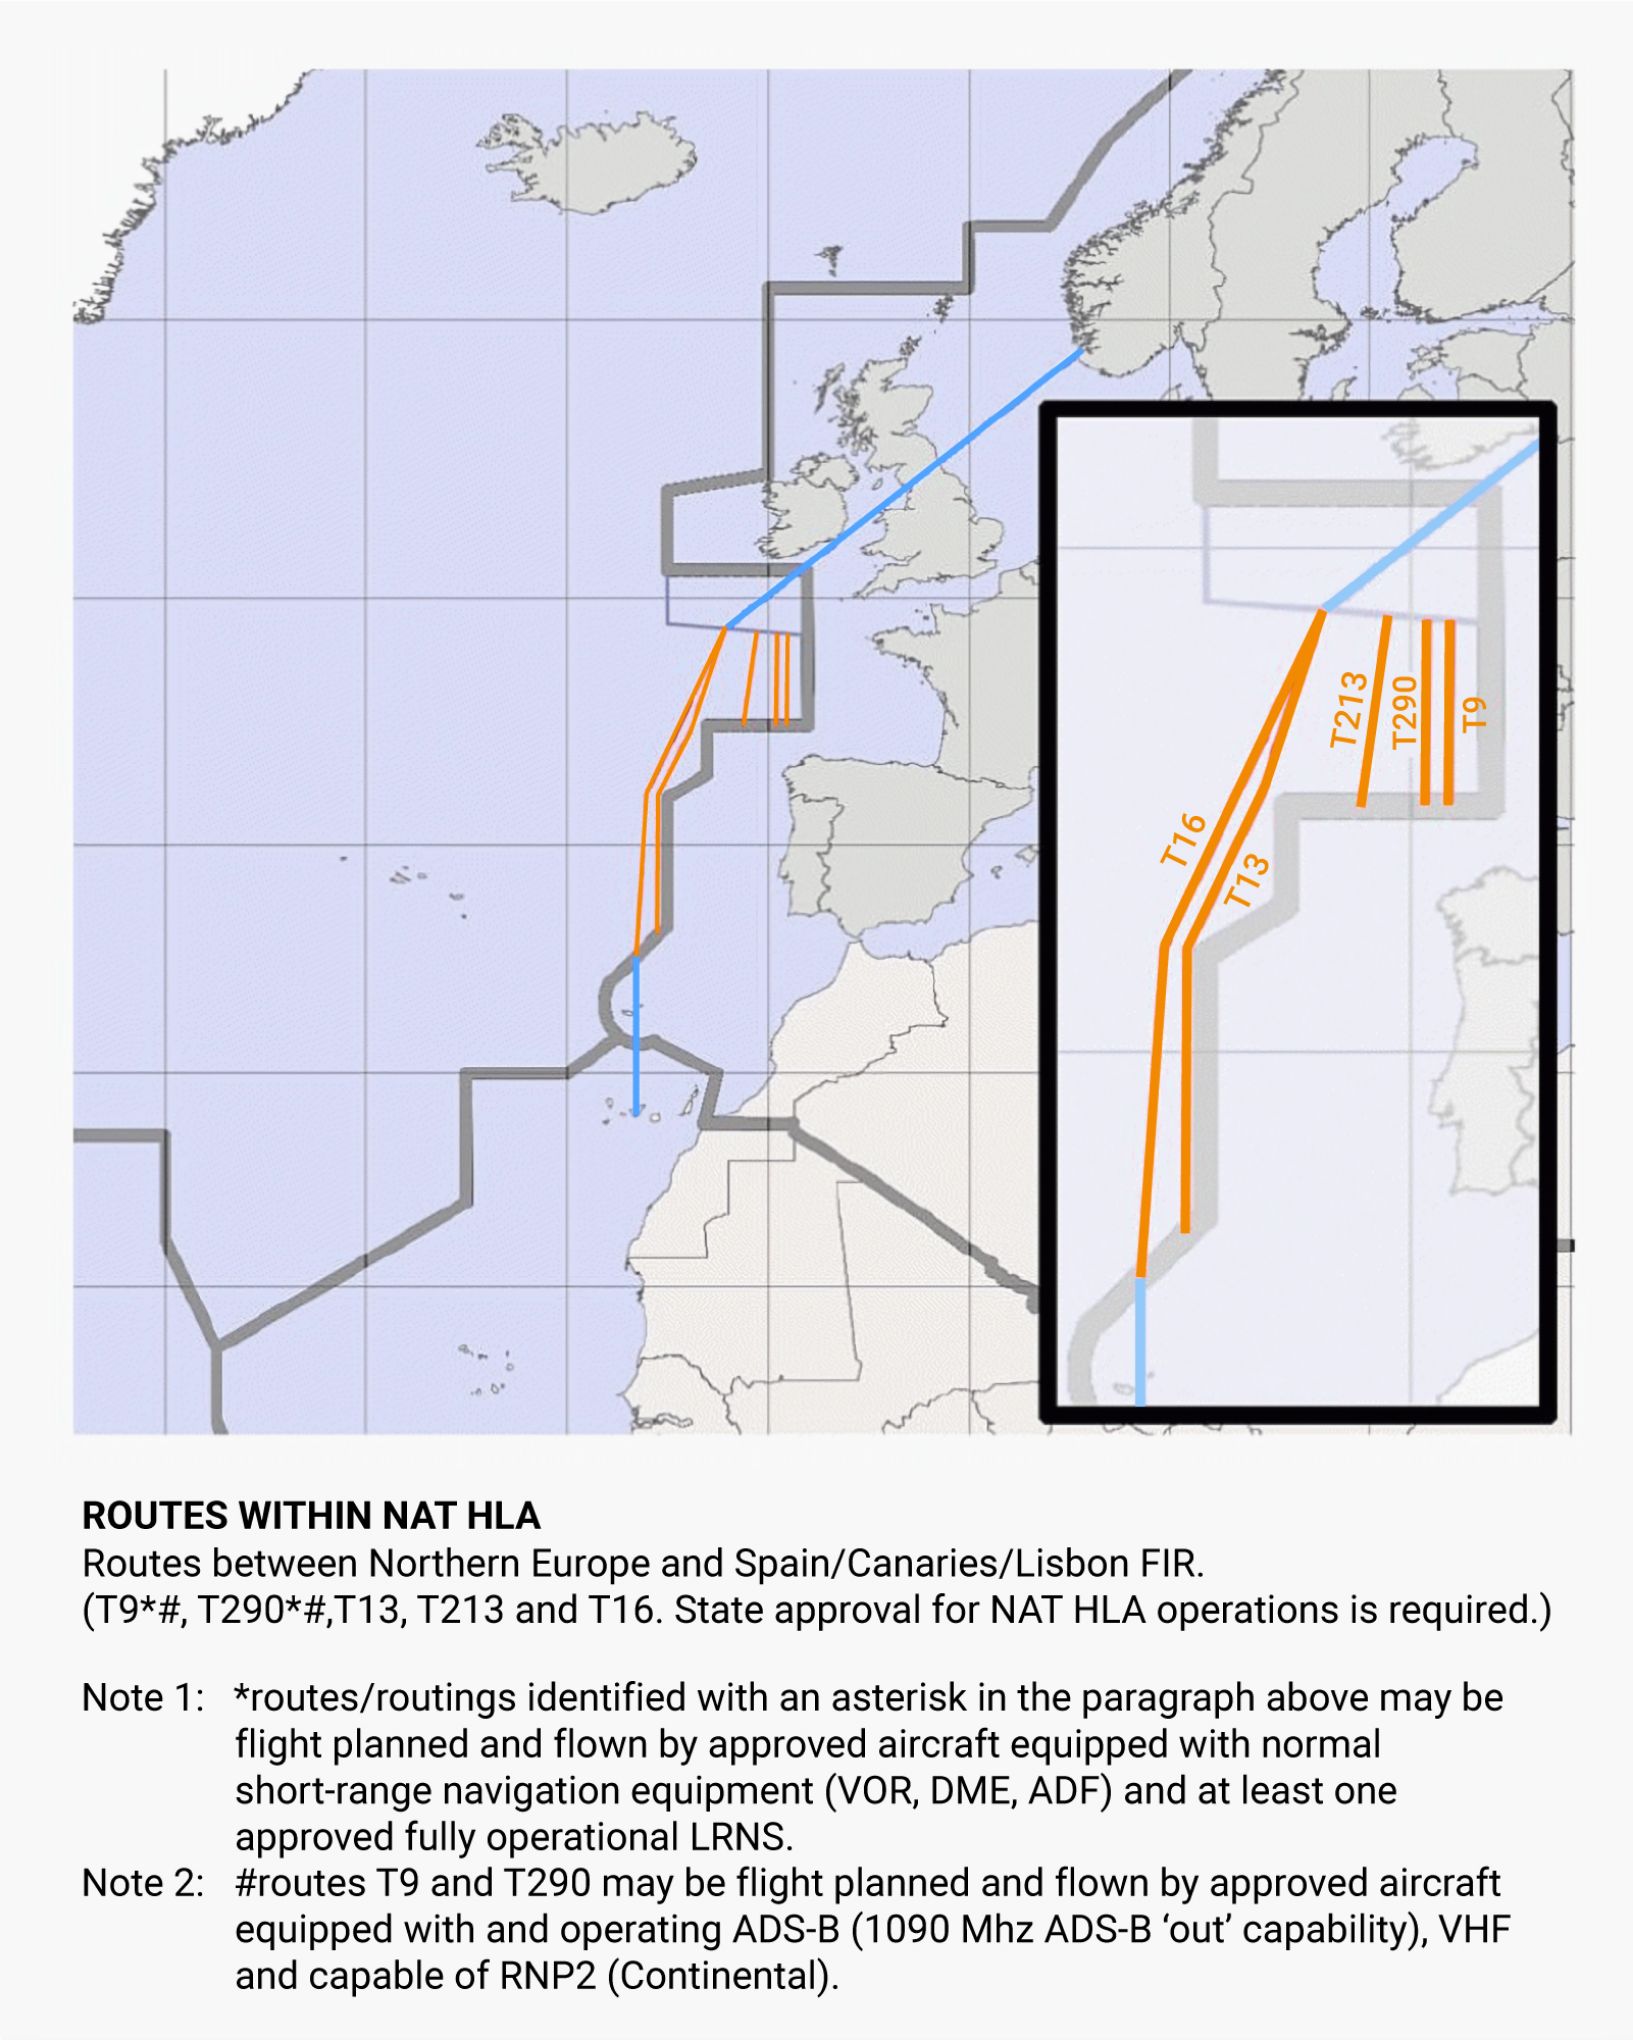 T213
T290
T9
T16
T13
ROUTES WITHIN NAT HLA
Routes between Northern Europe and Spain/Canaries/Lisbon FIR.
(T9*#, T290*#,T13, T213 and T16. State approval for NAT HLA operations is required.)
Note 1: *routes/routings identified with an asterisk in the paragraph above may be
flight planned and flown by approved aircraft equipped with normal
short-range navigation equipment (VOR, DME, ADF) and at least one
approved fully operational LRNS.
Note 2: #routes T9 and T290 may be flight planned and flown by approved aircraft
equipped with and operating ADS-B (1090 Mhz ADS-B ‘out’ capability), VHF
and capable of RNP2 (Continental).